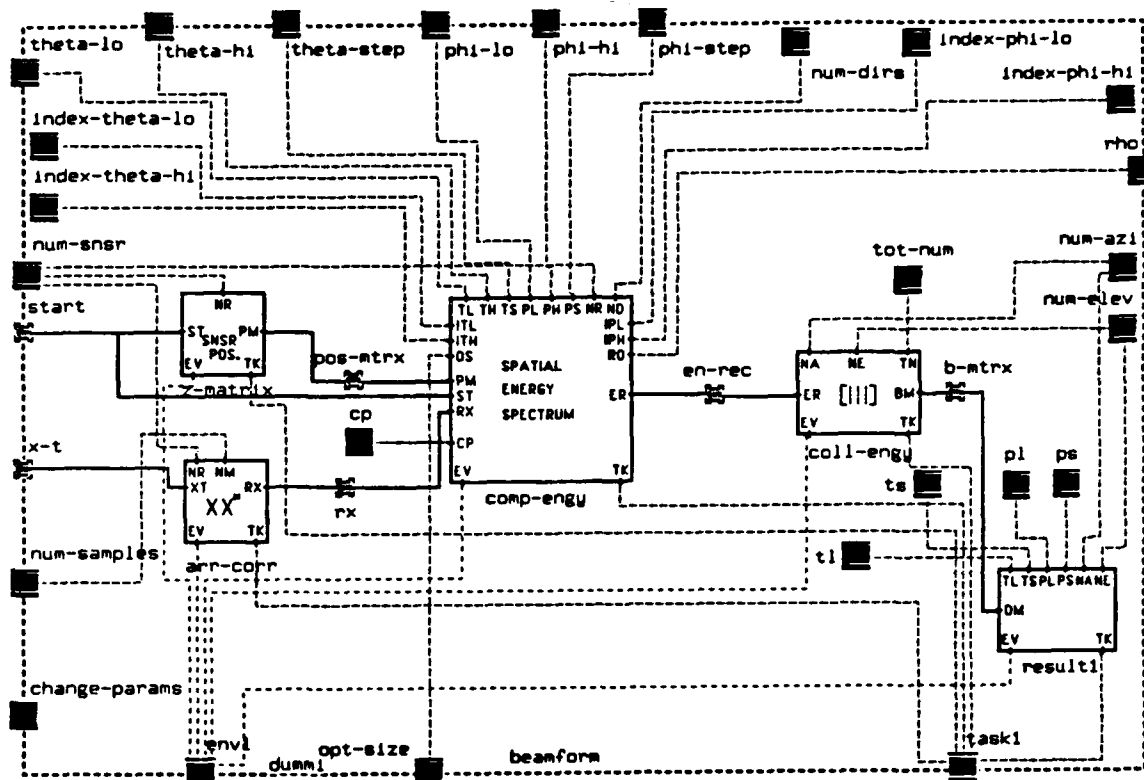 theta-lo
theta-hi
theta-step
phi-lo
phi-hi
phi-step
index-phi-lo
num-dirs
index-phi-hi
index-theta-lo
index-theta-hi
rho
num-snsr
tot-num
num-azi
start
num-elev
NR
ST PM
SNSR
POS.
EV TK
z-matrix
pos-mtrx
TL TH TS PL PH PS NR ND
ITL IPL
ITH IPH
OS RO
SPATIAL
PM ENERGY
ST ER
RX SPECTRUM
CP
EV TK
comp-engy
cp
en-rec
NA NE TN
ER [|||] BM
EV TK
coll-engy
b-mtrx
x-t
NR NM
XT RX
XX"
EV TK
arr-corr
rx
ts
pl
ps
num-samples
tl
TL TS PL PS NA NE
DM
EV TK
result1
change-params
env1
dummi
opt-size
beamform
task1